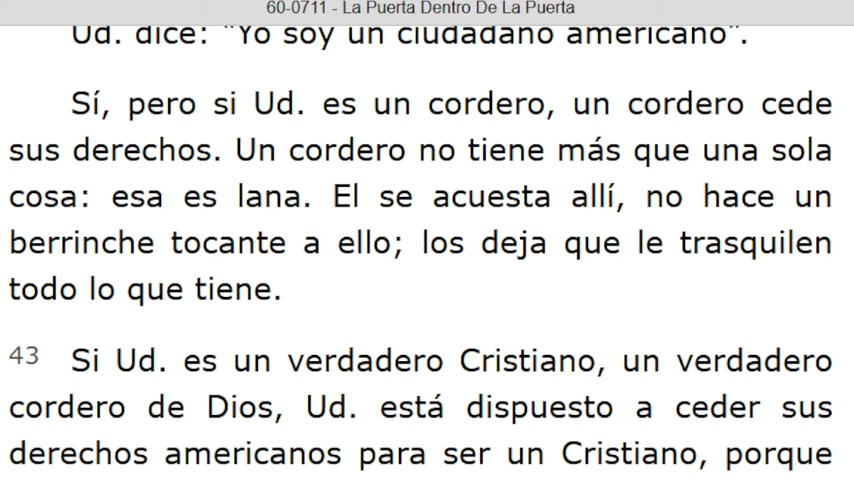 60-0711 - La Puerta Dentro De La Puerta
Ud. dice: "Yo soy un ciudadano americano".
Sí, pero si Ud. es un cordero, un cordero cede
sus derechos. Un cordero no tiene más que una sola
cosa: esa es lana. El se acuesta allí, no hace un
berrinche tocante a ello; los deja que le trasquilen
todo lo que tiene.
43 Si Ud. es un verdadero Cristiano, un verdadero
cordero de Dios, Ud. está dispuesto a ceder sus
derechos americanos para ser un Cristiano, porque